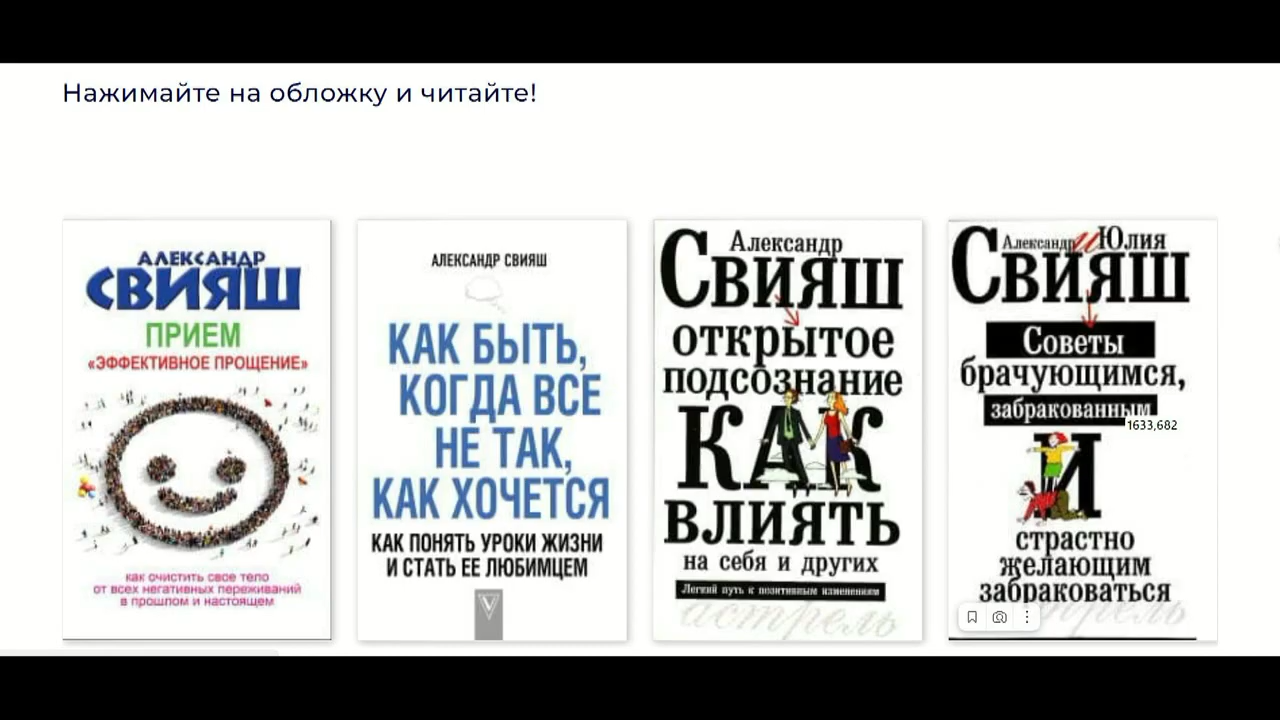 Нажимайте на обложку и читайте!
АЛЕКСАНДР
СВИЯШ
ПРИЕМ
«ЭФФЕКТИВНОЕ ПРОЩЕНИЕ»
как очистить свое тело
от всех негативных переживаний
в прошлом и настоящем
АЛЕКСАНДР СВИЯШ
КАК БЫТЬ,
КОГДА ВСЕ
НЕ ТАК,
КАК ХОЧЕТСЯ
КАК ПОНЯТЬ УРОКИ ЖИЗНИ
И СТАТЬ ЕЕ ЛЮБИМЦЕМ
Александр
Свияш
открытое
подсознание
КАК
ВЛИЯТЬ
на себя и других
Легкий путь к позитивным изменениям
астрель
Александр и Юлия
Свияш
Советы
брачующимся,
забракованным
1633,682
И
страстно
желающим
забраковаться